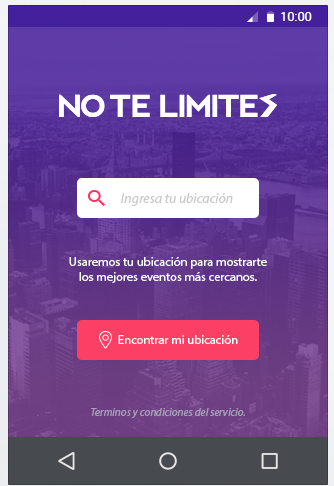 10:00
NO TE LIMITES
Ingresa tu ubicación
Usaremos tu ubicación para mostrarte
los mejores eventos más cercanos.
Encontrar mi ubicación
Terminos y condiciones del servicio.